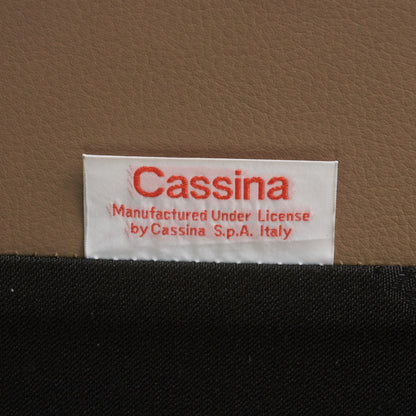 Cassina
Manufactured Under License
by Cassina S.p.A. Italy